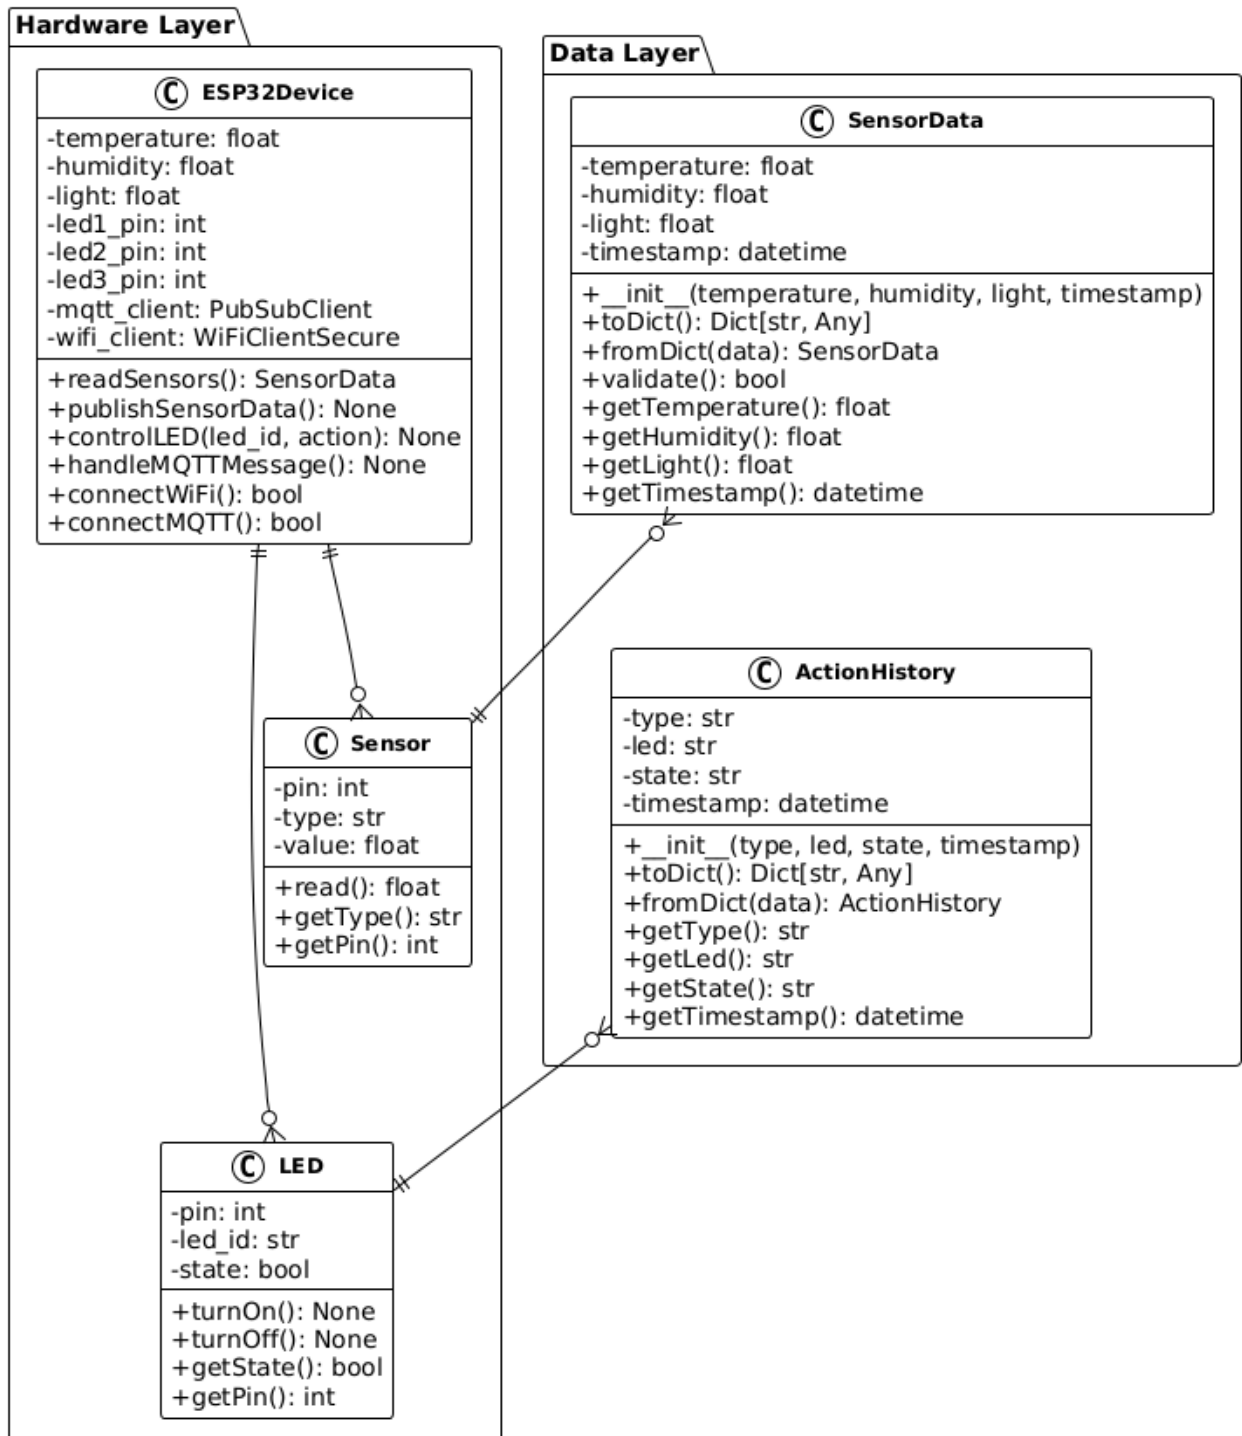 Hardware Layer
C ESP32Device
-temperature: float
-humidity: float
-light: float
-led1_pin: int
-led2_pin: int
-led3_pin: int
-mqtt_client: PubSubClient
-wifi_client: WiFiClientSecure
+readSensors(): SensorData
+publishSensorData(): None
+controlLED(led_id, action): None
+handleMQTTMessage(): None
+connectWiFi(): bool
+connectMQTT(): bool
Data Layer
C SensorData
-temperature: float
-humidity: float
-light: float
-timestamp: datetime
+__init__(temperature, humidity, light, timestamp)
+toDict(): Dict[str, Any]
+fromDict(data): SensorData
+validate(): bool
+getTemperature(): float
+getHumidity(): float
+getLight(): float
+getTimestamp(): datetime
C Sensor
-pin: int
-type: str
-value: float
+read(): float
+getType(): str
+getPin(): int
C ActionHistory
-type: str
-led: str
-state: str
-timestamp: datetime
+__init__(type, led, state, timestamp)
+toDict(): Dict[str, Any]
+fromDict(data): ActionHistory
+getType(): str
+getLed(): str
+getState(): str
+getTimestamp(): datetime
C LED
-pin: int
-led_id: str
-state: bool
+turnOn(): None
+turnOff(): None
+getState(): bool
+getPin(): int